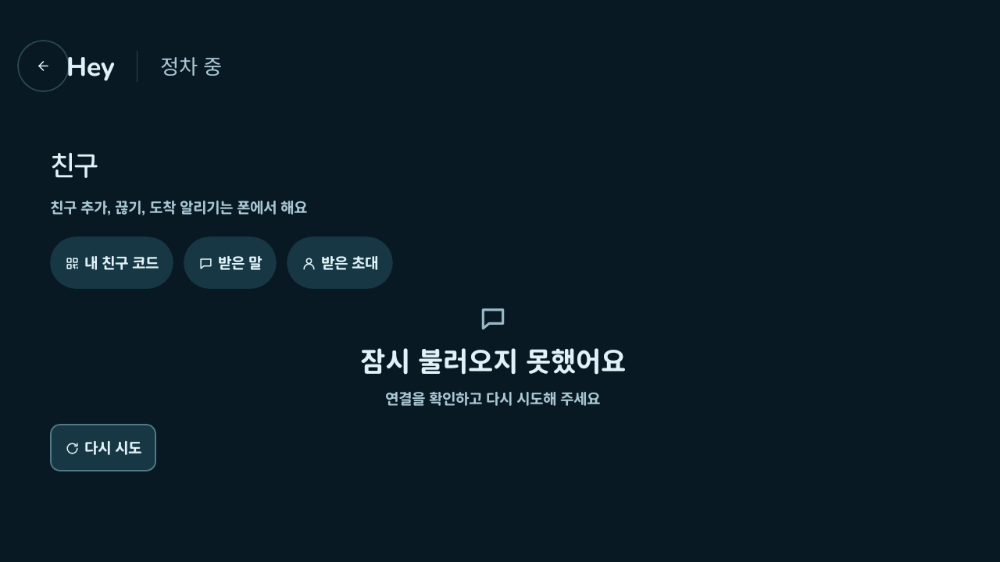 Hey
정차 중
친구
친구 추가, 끊기, 도착 알리기는 폰에서 해요
내 친구 코드
받은 말
받은 초대
잠시 불러오지 못했어요
연결을 확인하고 다시 시도해 주세요
다시 시도